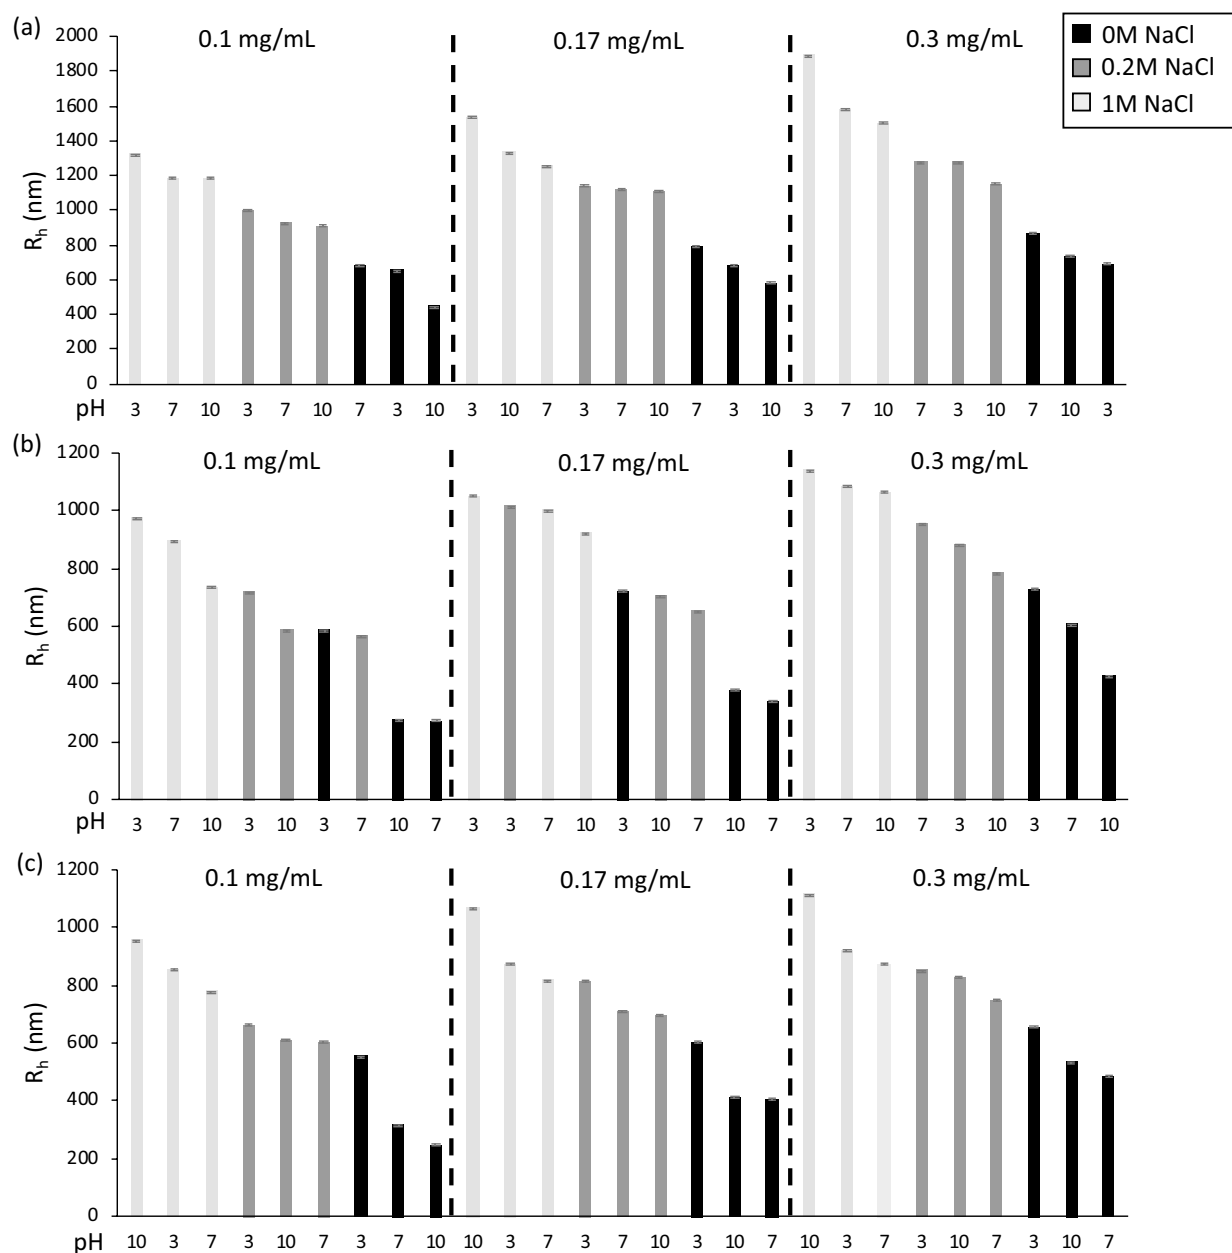 (a)
0.1 mg/mL 0.17 mg/mL 0.3 mg/mL
0M NaCl
0.2M NaCl
1M NaCl
2000
1800
1600
1400
1200
1000
800
600
400
200
0
Rh (nm)
pH 3 7 10 3 7 10 7 3 10 3 10 7 3 7 10 7 3 10 3 7 10 7 3 10 7 10 3
(b)
0.1 mg/mL 0.17 mg/mL 0.3 mg/mL
1200
1000
800
600
400
200
0
Rh (nm)
pH 3 7 10 3 10 3 7 10 7 3 3 7 10 3 10 7 10 7 3 7 10 7 3 10 3 7 10
(c)
0.1 mg/mL 0.17 mg/mL 0.3 mg/mL
1200
1000
800
600
400
200
0
Rh (nm)
pH 10 3 7 3 10 7 3 7 10 10 3 7 3 7 10 3 10 7 10 3 7 3 10 7 3 10 7